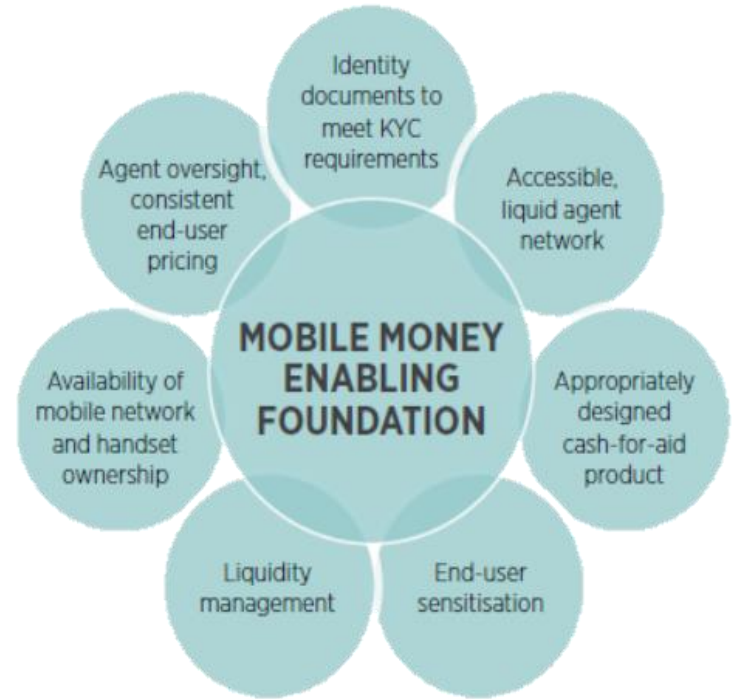 Identity
documents to
meet KYC
requirements
Accessible,
liquid agent
network
Appropriately
designed
cash-for-aid
product
End-user
sensitisation
Liquidity
management
Availability of
mobile network
and handset
ownership
Agent oversight,
consistent
end-user
pricing
MOBILE MONEY
ENABLING
FOUNDATION